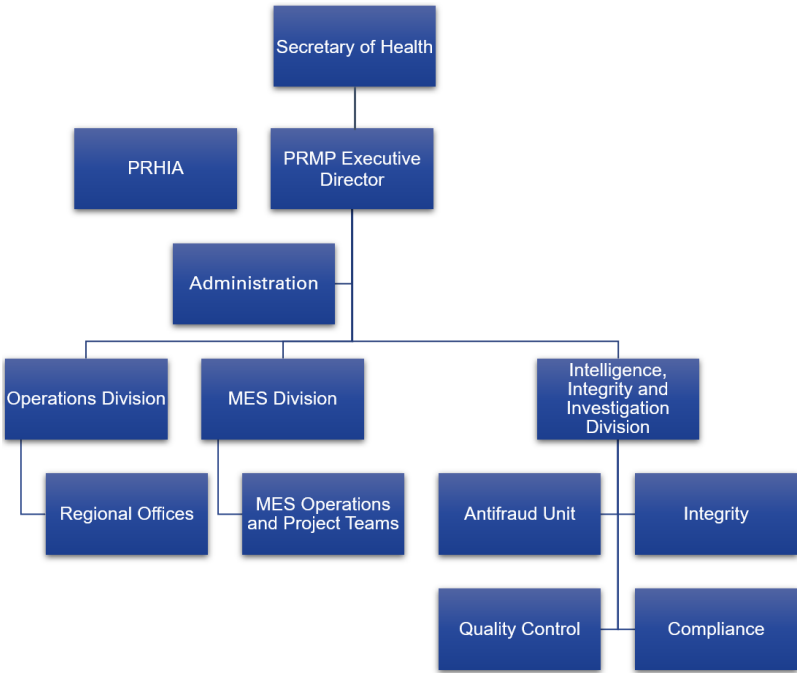 Secretary of Health
PRHIA
PRMP Executive
Director
Administration
Operations Division
MES Division
Intelligence,
Integrity and
Investigation
Division
Regional Offices
MES Operations
and Project Teams
Antifraud Unit
Integrity
Quality Control
Compliance